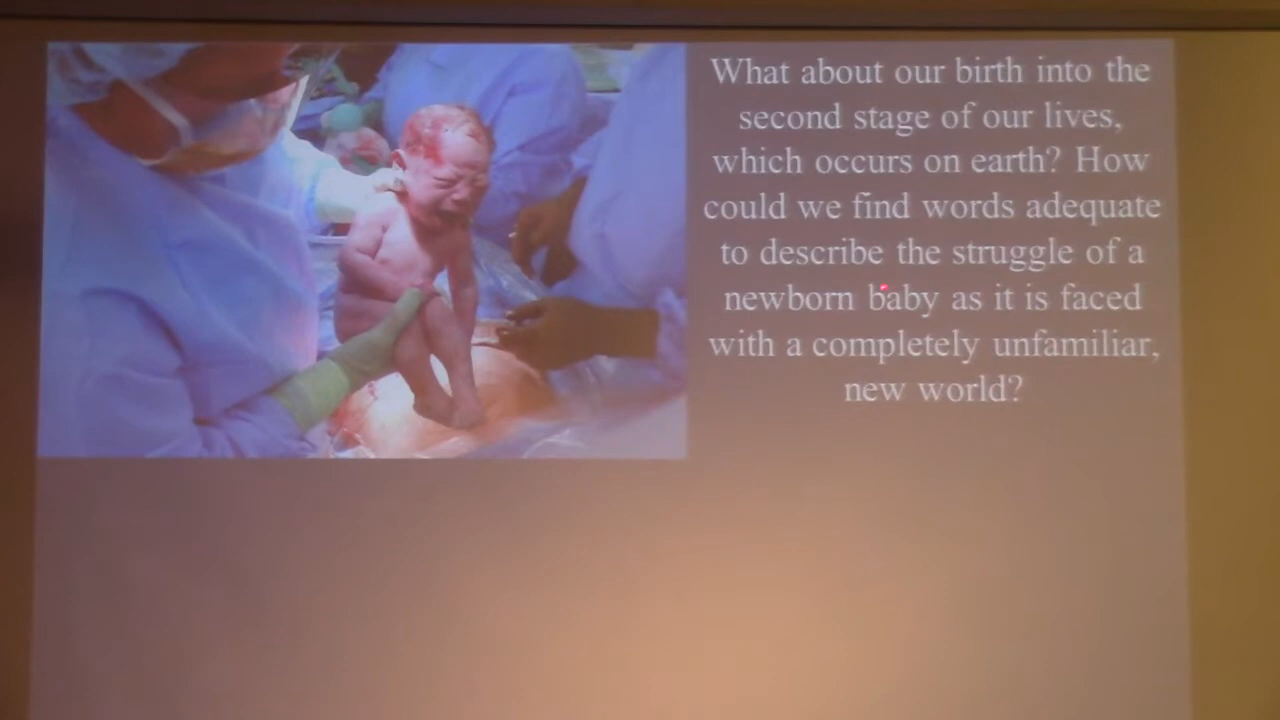 What about our birth into the
second stage of our lives,
which occurs on earth? How
could we find words adequate
to describe the struggle of a
newborn baby as it is faced
with a completely unfamiliar,
new world?